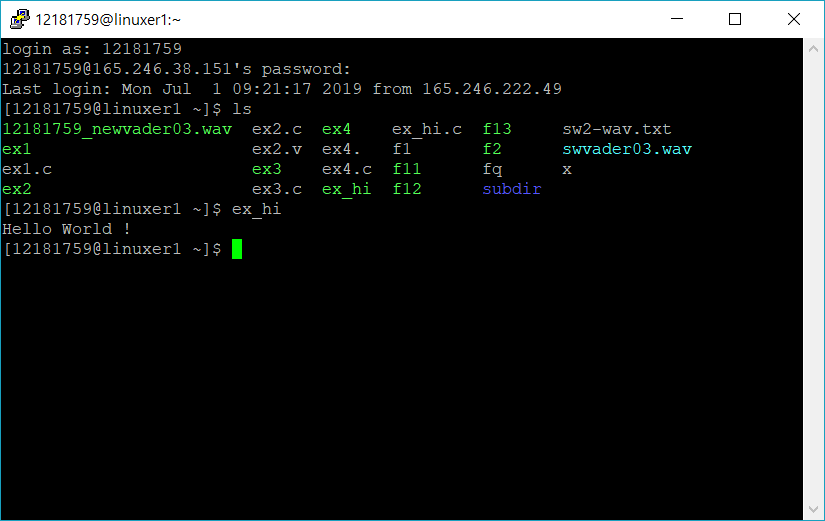 12181759@linuxer1:~
login as: 12181759
12181759@165.246.38.151's password:
Last login: Mon Jul  1 09:21:17 2019 from 165.246.222.49
[12181759@linuxer1 ~]$ ls
12181759_newvader03.wav  ex2.c  ex4    ex_hi.c  f13     sw2-wav.txt
ex1                      ex2.v  ex4.   f1       f2      swvader03.wav
ex1.c                    ex3    ex4.c  f11      fq      x
ex2                      ex3.c  ex_hi  f12      subdir
[12181759@linuxer1 ~]$ ex_hi
Hello World !
[12181759@linuxer1 ~]$